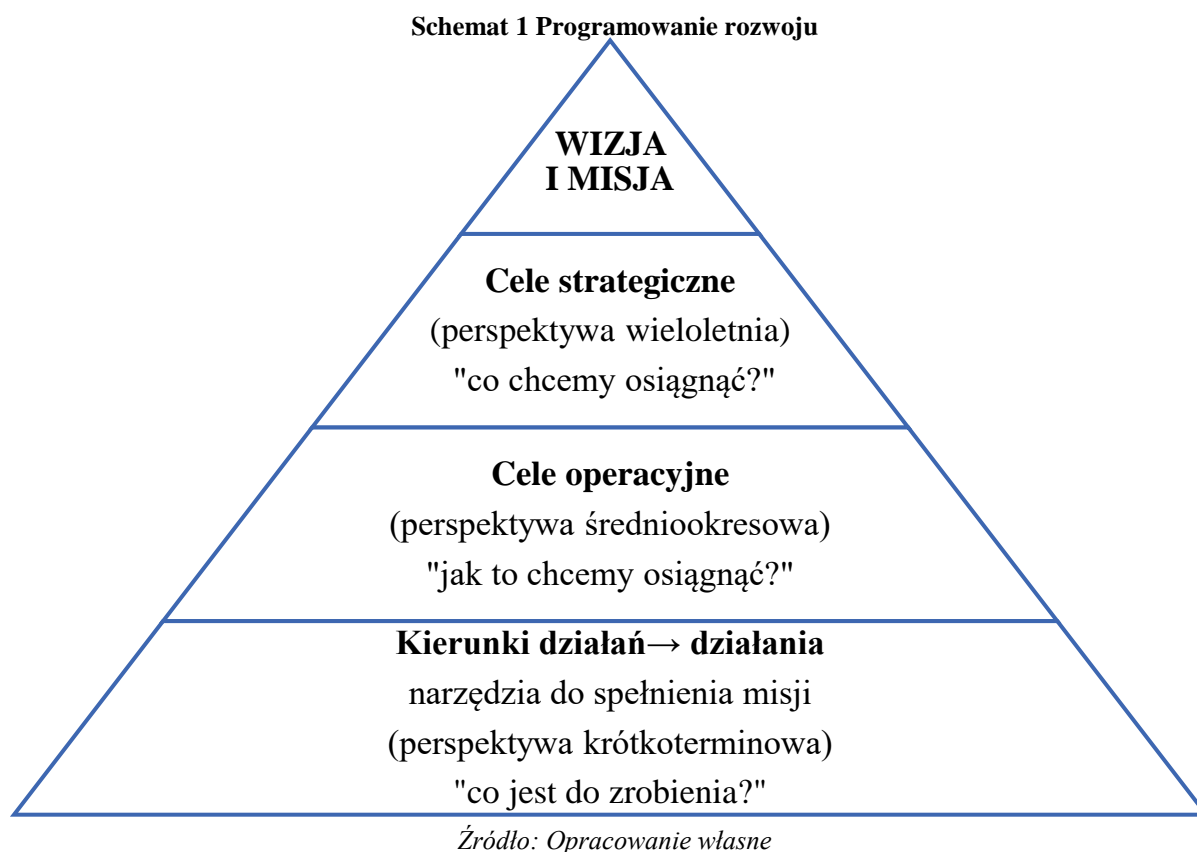 Schemat 1 Programowanie rozwoju
WIZJA
I MISJA
Cele strategiczne
(perspektywa wieloletnia)
"co chcemy osiągnąć?"
Cele operacyjne
(perspektywa średniookresowa)
"jak to chcemy osiągnąć?"
Kierunki działań→ działania
narzędzia do spełnienia misji
(perspektywa krótkoterminowa)
"co jest do zrobienia?"
Źródło: Opracowanie własne